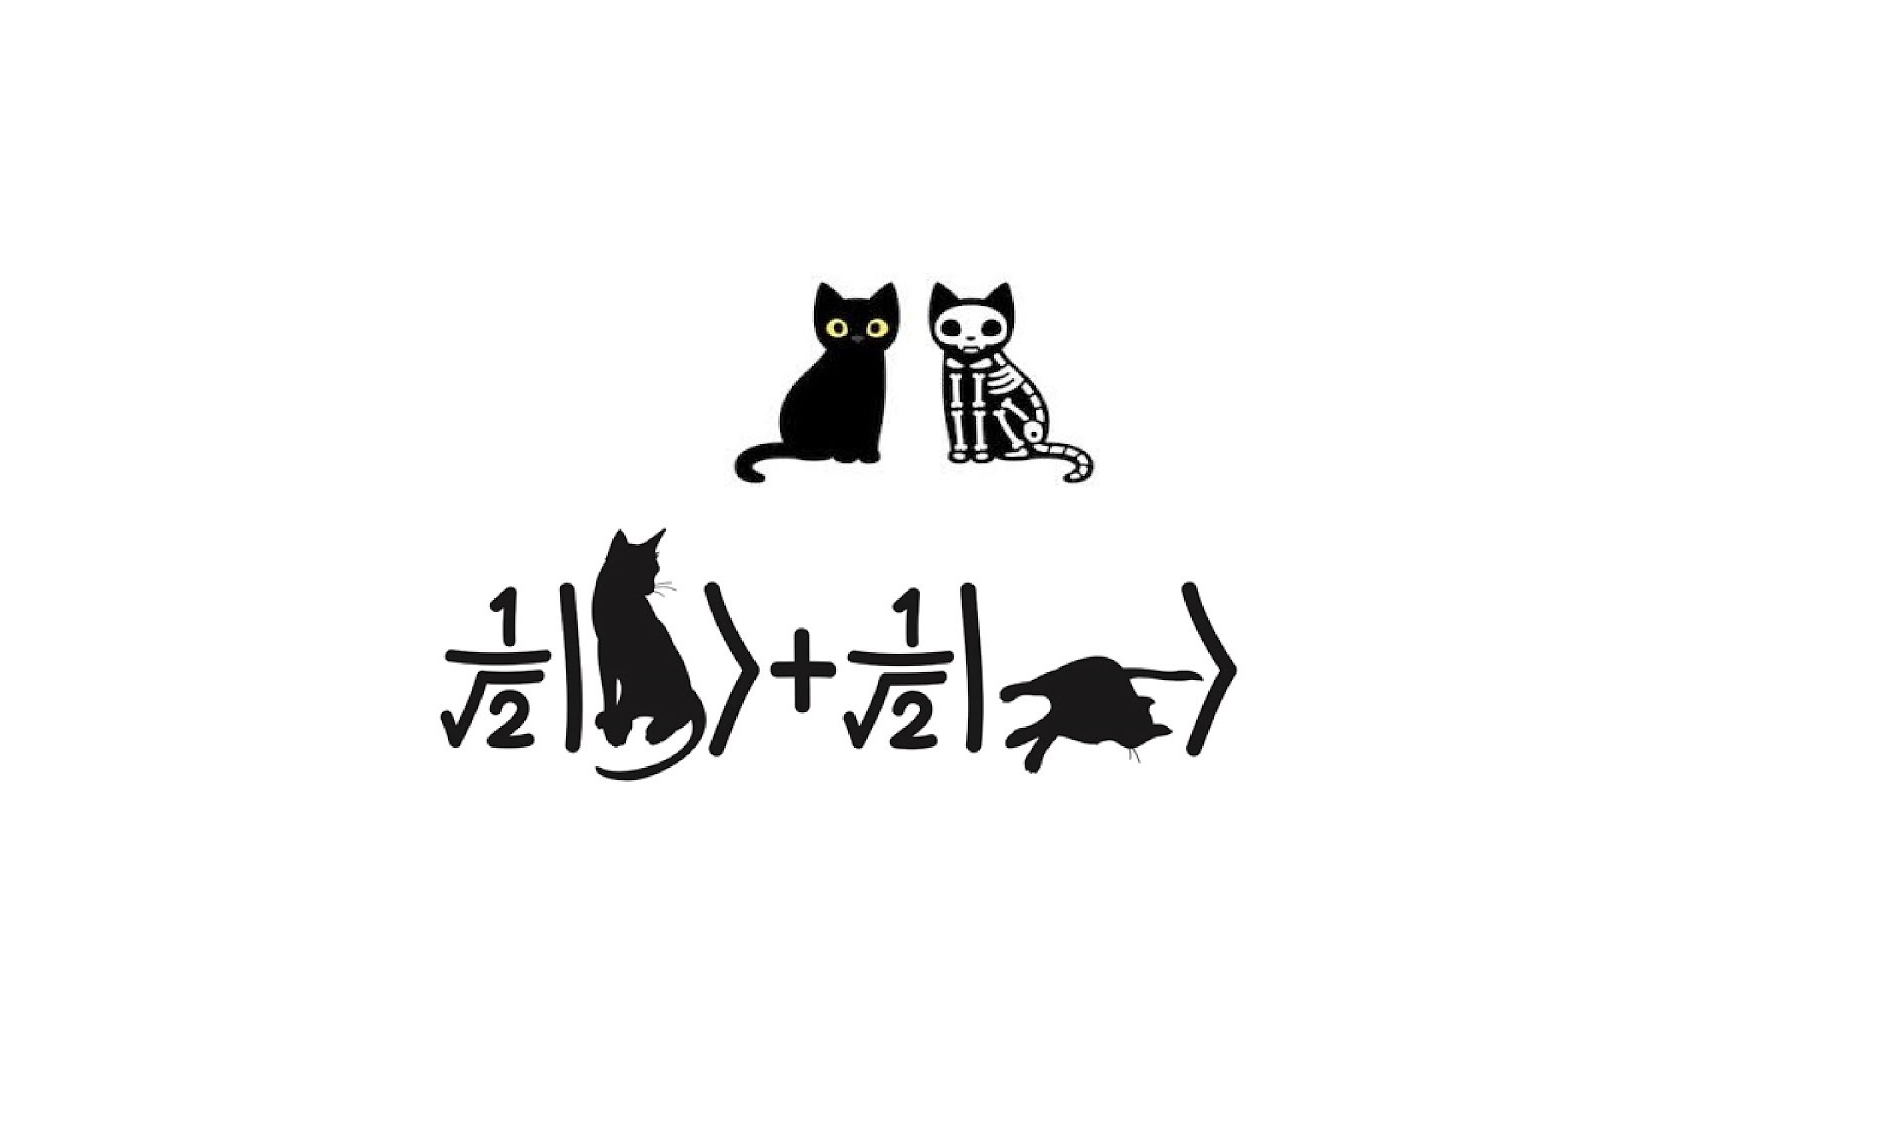 1/√2 | ⟩ + 1/√2 | ⟩